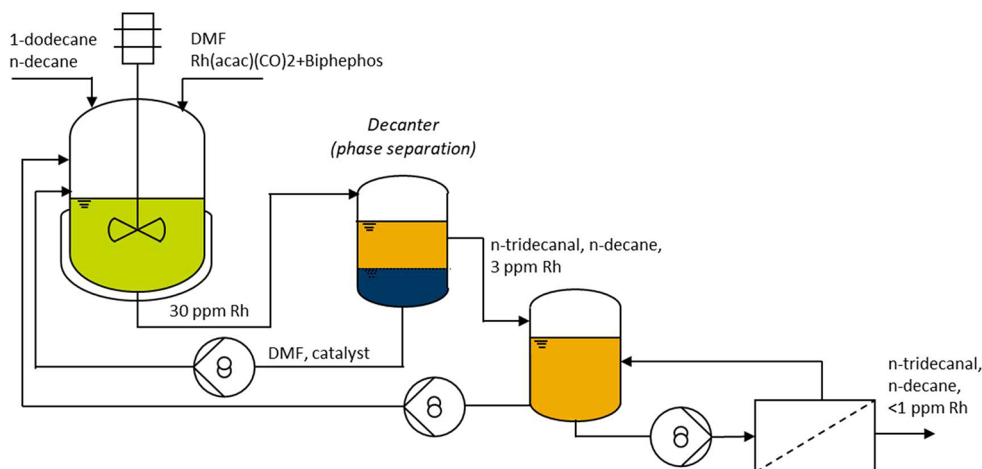 1-dodecane
n-decane
DMF
Rh(acac)(CO)2+Biphephos
Decanter
(phase separation)
n-tridecanal, n-decane,
3 ppm Rh
30 ppm Rh
DMF, catalyst
n-tridecanal,
n-decane,
<1 ppm Rh